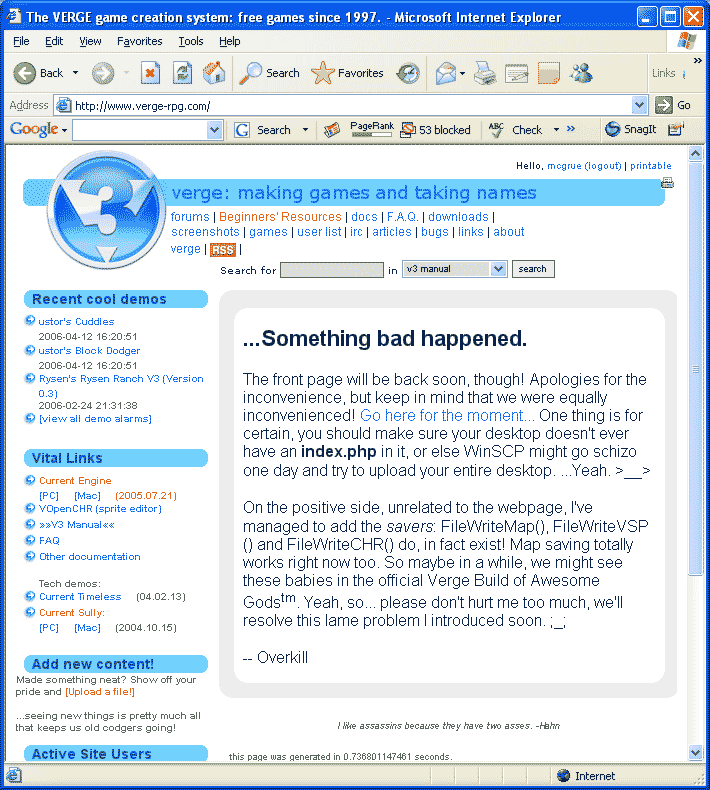 The VERGE game creation system: free games since 1997. - Microsoft Internet Explorer
File Edit View Favorites Tools Help
Back Search Favorites Links »
Address http://www.verge-rpg.com/ Go
Google Search PageRank 53 blocked ABC Check » SnagIt
Hello, mcgrue (logout) | printable
3
verge: making games and taking names
forums | Beginners' Resources | docs | F.A.Q. | downloads |
screenshots | games | user list | irc | articles | bugs | links | about
verge | RSS |
Search for in v3 manual search
Recent cool demos
ustor's Cuddles
2006-04-12 16:20:51
ustor's Block Dodger
2006-04-12 16:20:51
Rysen's Rysen Ranch V3 (Version
0.3)
2006-02-24 21:31:38
[view all demo alarms]
Vital Links
Current Engine
[PC] [Mac] (2005.07.21)
VOpenCHR (sprite editor)
»»V3 Manual««
FAQ
Other documentation
Tech demos:
Current Timeless (04.02.13)
Current Sully:
[PC] [Mac] (2004.10.15)
Add new content!
Made something neat? Show off your
pride and [Upload a file!]
...seeing new things is pretty much all
that keeps us old codgers going!
Active Site Users
...Something bad happened.
The front page will be back soon, though! Apologies for the
inconvenience, but keep in mind that we were equally
inconvenienced! Go here for the moment... One thing is for
certain, you should make sure your desktop doesn't ever
have an index.php in it, or else WinSCP might go schizo
one day and try to upload your entire desktop. ...Yeah. >__>
On the positive side, unrelated to the webpage, I've
managed to add the savers: FileWriteMap(), FileWriteVSP
() and FileWriteCHR() do, in fact exist! Map saving totally
works right now too. So maybe in a while, we might see
these babies in the official Verge Build of Awesome
Godstm. Yeah, so... please don't hurt me too much, we'll
resolve this lame problem I introduced soon. ;_;
-- Overkill
I like assassins because they have two asses. -Hahn
this page was generated in 0.736801147461 seconds.
Internet